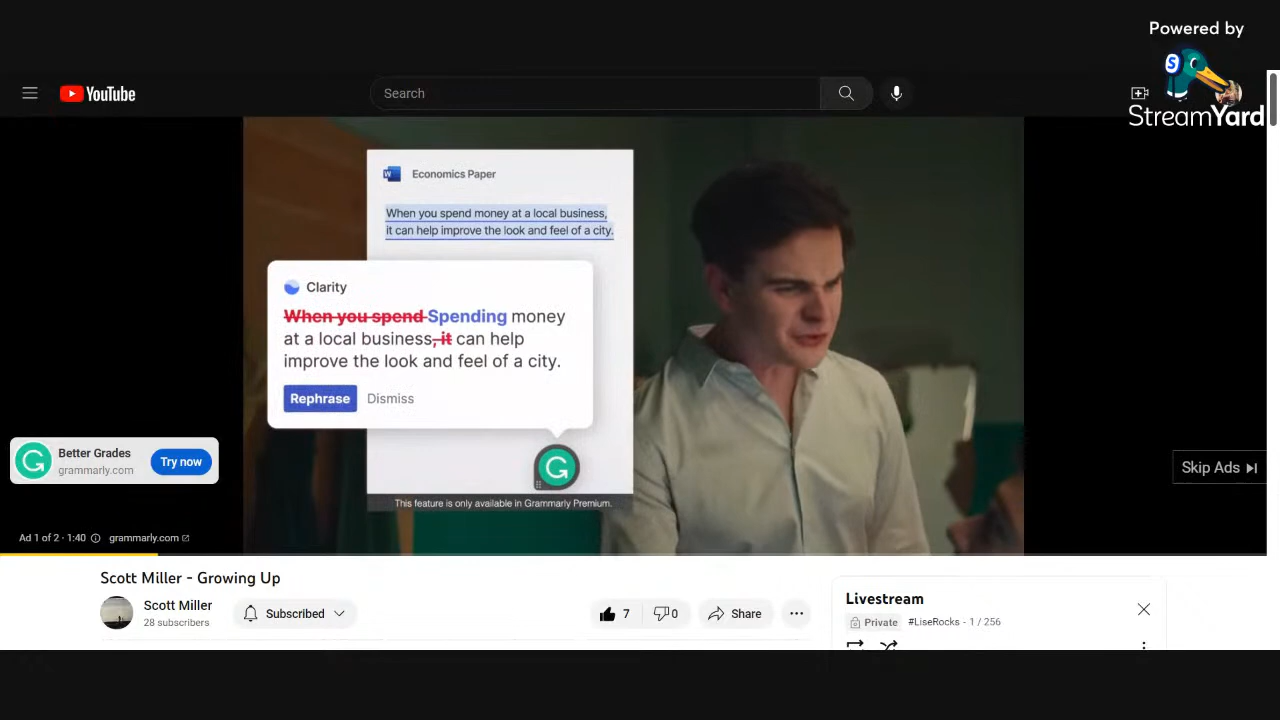 Powered by
S
StreamYard
YouTube
Search
W
Economics Paper
When you spend money at a local business,
it can help improve the look and feel of a city.
Clarity
When you spend Spending money
at a local business, it can help
improve the look and feel of a city.
Rephrase Dismiss
G
This feature is only available in Grammarly Premium.
G
Better Grades
grammarly.com
Try now
Skip Ads
Ad 1 of 2 · 1:40
grammarly.com
Scott Miller - Growing Up
Scott Miller
28 subscribers
Subscribed
7
0
Share
Livestream
Private
#LiseRocks - 1 / 256